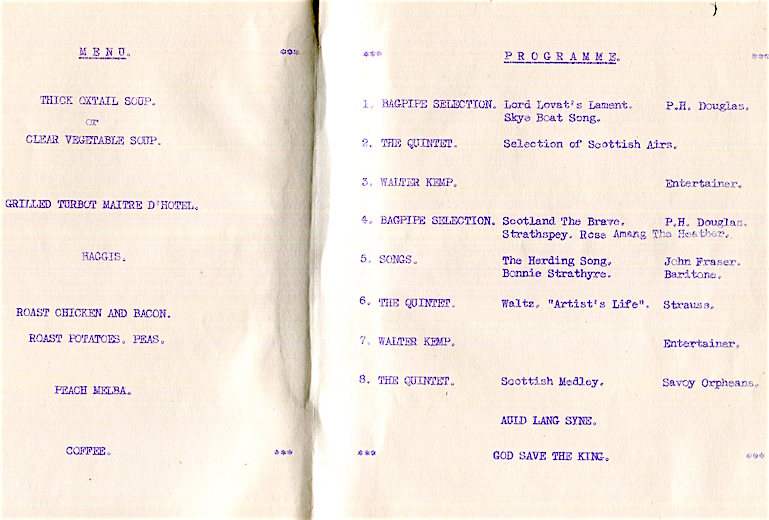 MENU.
***
THICK OXTAIL SOUP.
or
CLEAR VEGETABLE SOUP.
GRILLED TURBOT MAITRE D'HOTEL.
HAGGIS.
ROAST CHICKEN AND BACON.
ROAST POTATOES. PEAS.
PEACH MELBA.
COFFEE.
***
***
PROGRAMME.
***
1. BAGPIPE SELECTION. Lord Lovat's Lament. P.H. Douglas.
Skye Boat Song.
2. THE QUINTET. Selection of Scottish Airs.
3. WALTER KEMP. Entertainer.
4. BAGPIPE SELECTION. Scotland The Brave. P.H. Douglas.
Strathspey. Rose Amang The Heather.
5. SONGS. The Herding Song. John Fraser.
Bonnie Strathyre. Baritone.
6. THE QUINTET. Waltz, "Artist's Life". Strauss.
7. WALTER KEMP. Entertainer.
8. THE QUINTET. Scottish Medley. Savoy Orpheans.
AULD LANG SYNE.
***
GOD SAVE THE KING.
***